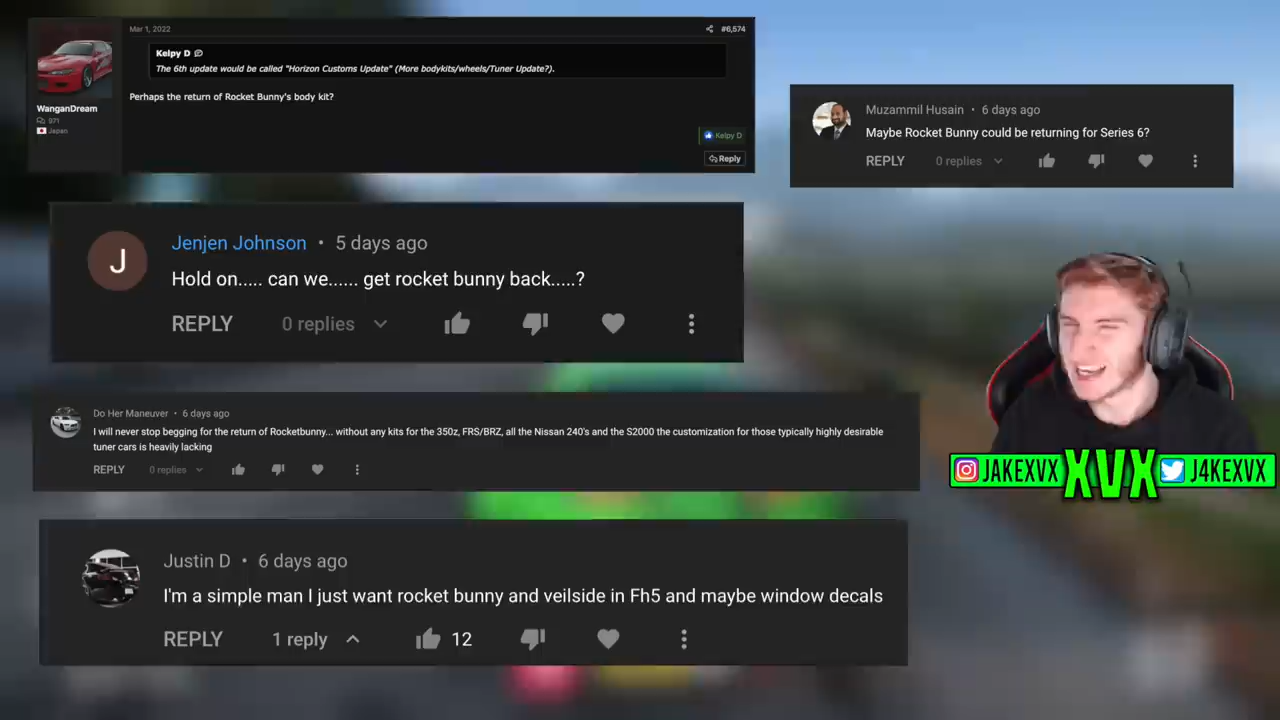 Mar 1, 2022
#6,574
Kelpy D
The 6th update would be called "Horizon Customs Update" (More bodykits/wheels/Tuner Update?).
Perhaps the return of Rocket Bunny's body kit?
WanganDream
971
Japan
Kelpy D
Reply
Muzammil Husain • 6 days ago
Maybe Rocket Bunny could be returning for Series 6?
REPLY 0 replies
J
Jenjen Johnson • 5 days ago
Hold on..... can we...... get rocket bunny back.....?
REPLY 0 replies
Do Her Maneuver • 6 days ago
I will never stop begging for the return of Rocketbunny... without any kits for the 350z, FRS/BRZ, all the Nissan 240's and the S2000 the customization for those typically highly desirable
tuner cars is heavily lacking
REPLY 0 replies
JAKEXVX XVX J4KEXVX
Justin D • 6 days ago
I'm a simple man I just want rocket bunny and veilside in Fh5 and maybe window decals
REPLY 1 reply 12